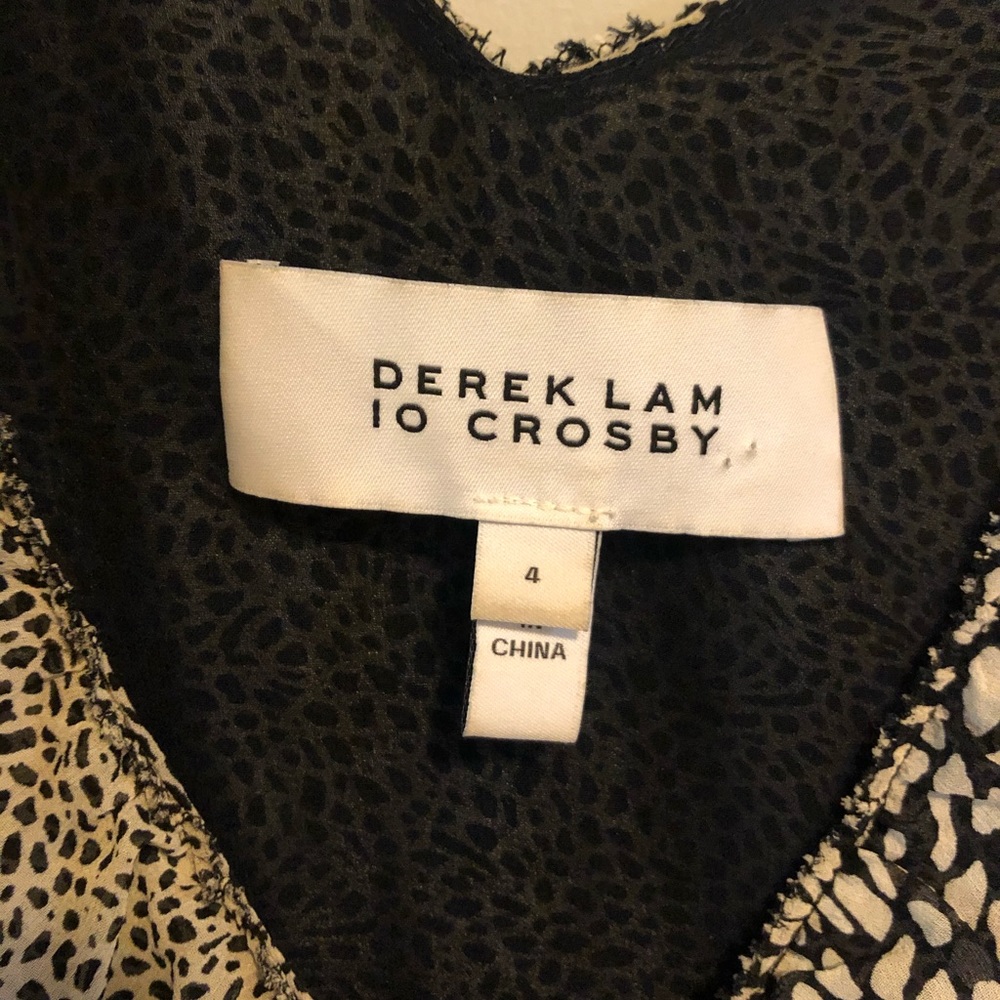 DEREK LAM
10 CROSBY
4
CHINA